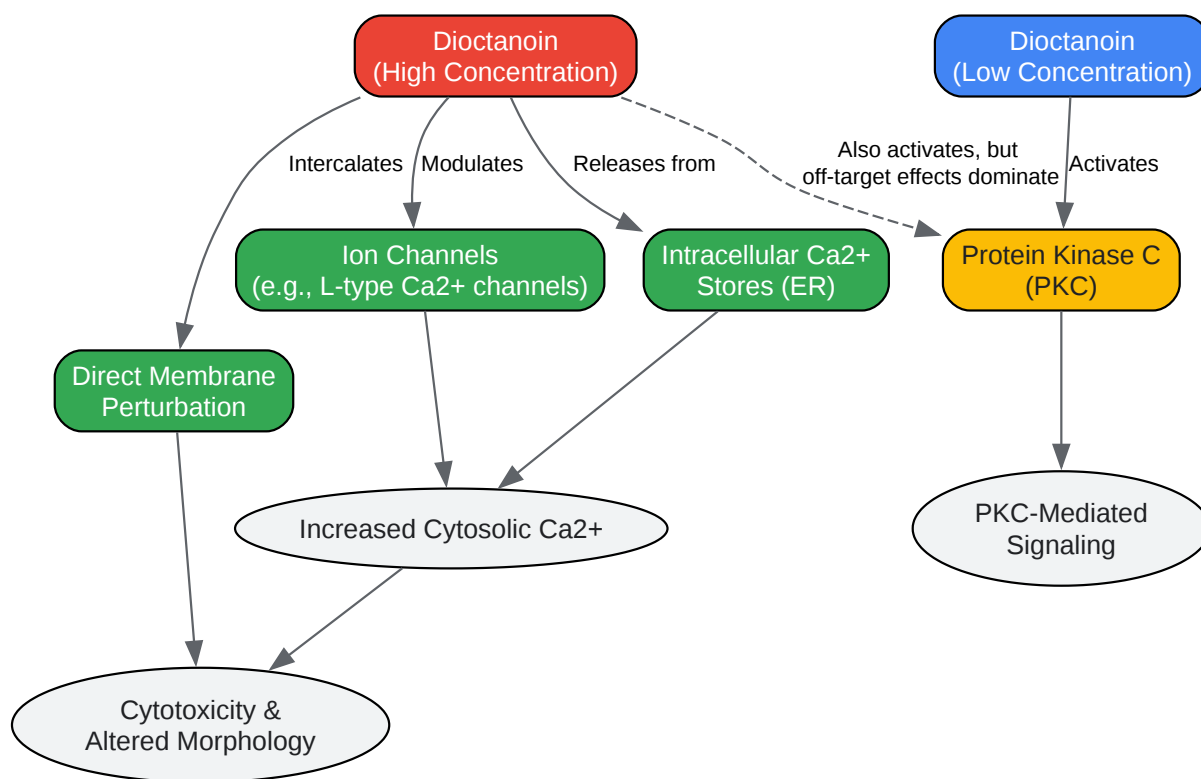 Dioctanoin
(High Concentration)
Dioctanoin
(Low Concentration)
Intercalates
Modulates
Releases from
Also activates, but
off-target effects dominate
Activates
Ion Channels
(e.g., L-type Ca2+ channels)
Intracellular Ca2+
Stores (ER)
Protein Kinase C
(PKC)
Direct Membrane
Perturbation
Increased Cytosolic Ca2+
PKC-Mediated
Signaling
Cytotoxicity &
Altered Morphology